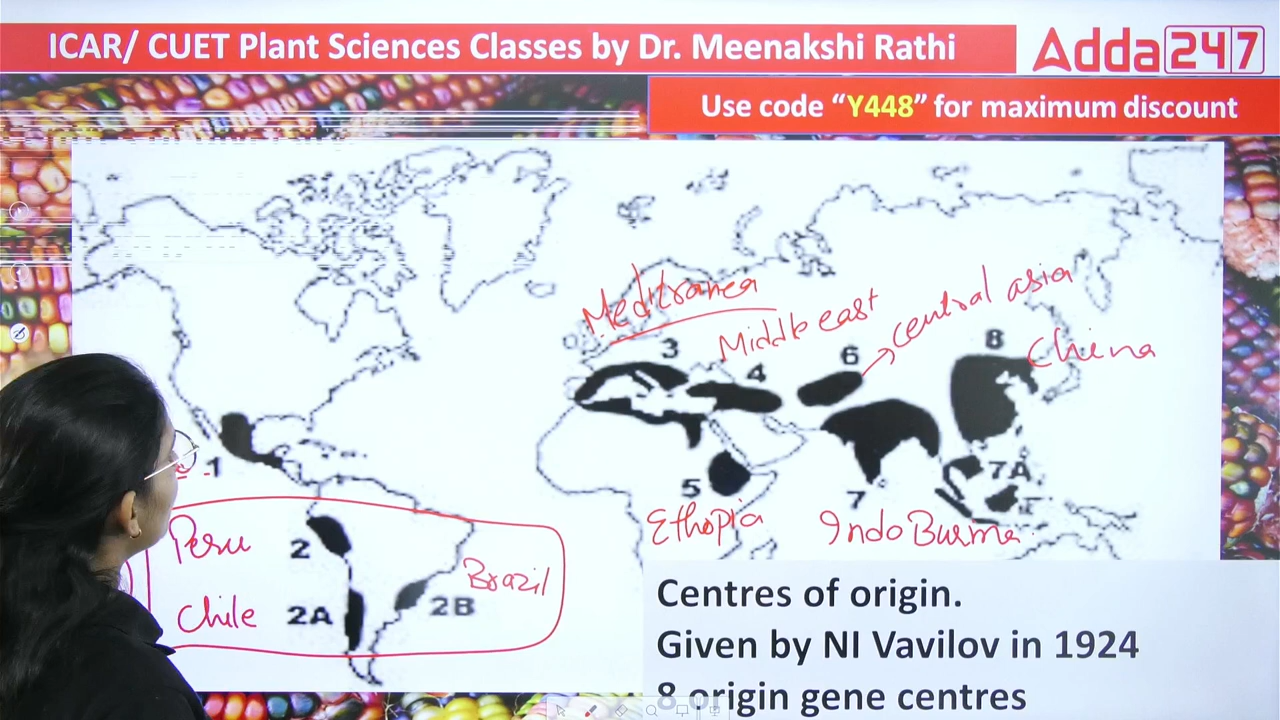 ICAR/ CUET Plant Sciences Classes by Dr. Meenakshi Rathi
Adda247
Use code “Y448” for maximum discount
Meditranea
Middle east
central asia
China
3
4
6
8
1
5
7
7A
Ethopia
Indo Burma
Peru
2
Brazil
Chile
2A
2B
Centres of origin.
Given by NI Vavilov in 1924
8 origin gene centres